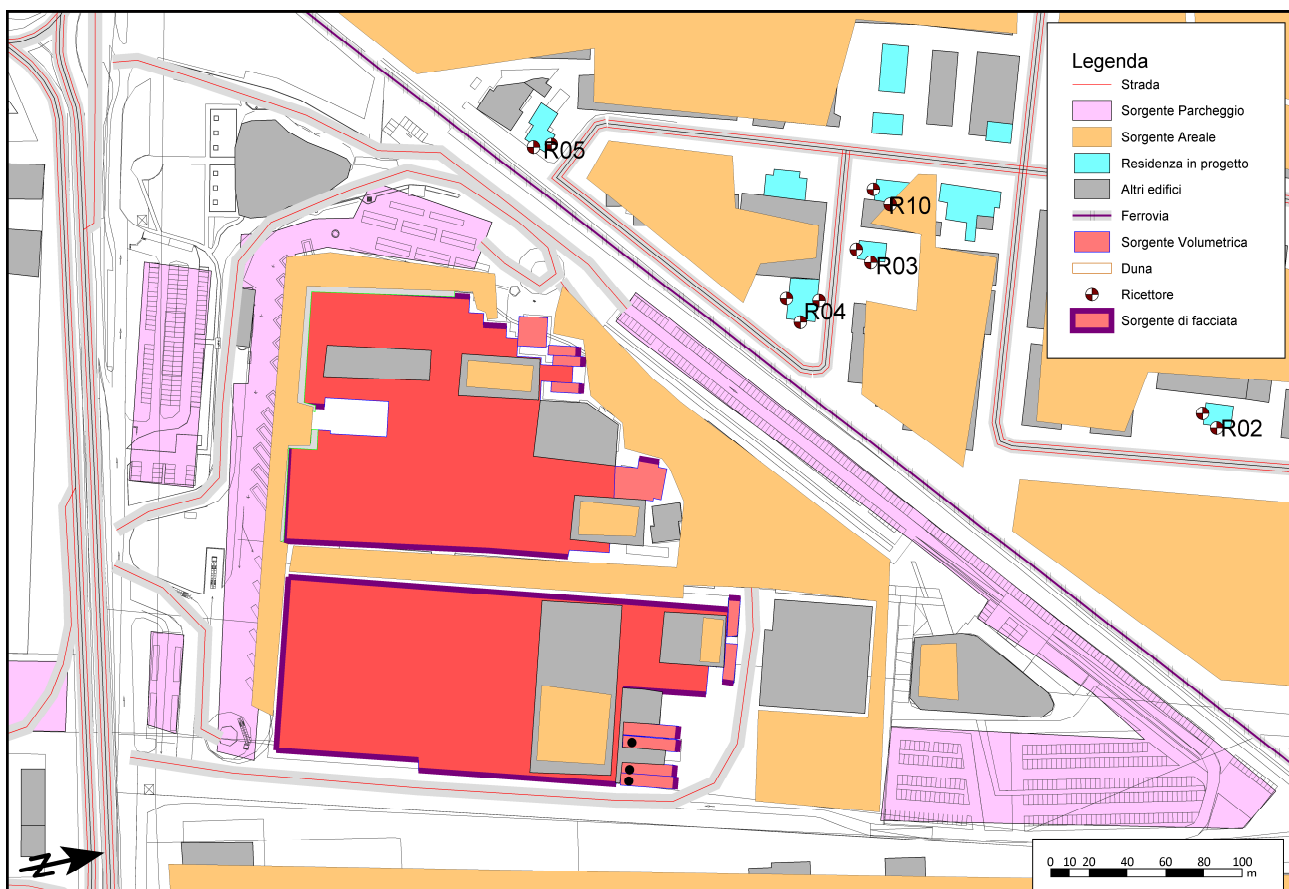 Legenda
Strada
Sorgente Parcheggio
Sorgente Areale
Residenza in progetto
Altri edifici
Ferrovia
Sorgente Volumetrica
Duna
Ricettore
Sorgente di facciata
R05
R10
R03
R04
R02
N
0 10 20 40 60 80 100
m